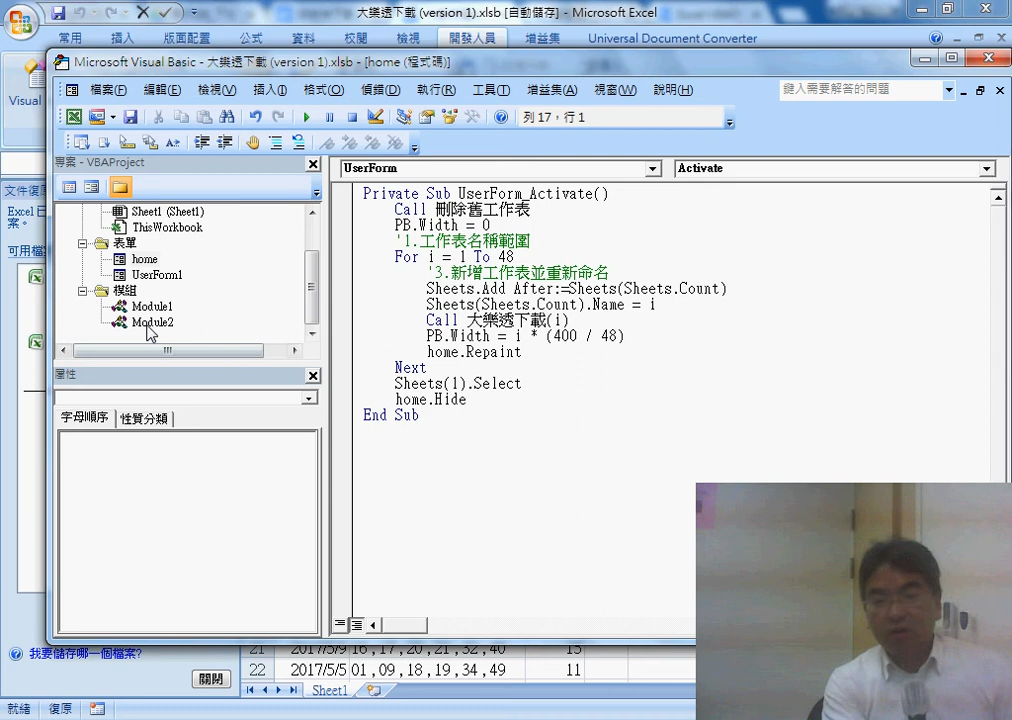 大樂透下載 (version 1).xlsb [自動儲存] - Microsoft Excel
常用 插入 版面配置 公式 資料 校閱 檢視 開發人員 增益集 Universal Document Converter
Visual
Microsoft Visual Basic - 大樂透下載 (version 1).xlsb - [home (程式碼)]
檔案(F) 編輯(E) 檢視(V) 插入(I) 格式(O) 偵錯(D) 執行(R) 工具(T) 增益集(A) 視窗(W) 說明(H) 鍵入需要解答的問題
列 17，行 1
專案 - VBAProject
UserForm Activate
Sheet1 (Sheet1)
ThisWorkbook
表單
home
UserForm1
模組
Module1
Module2
Private Sub UserForm_Activate()
Call 刪除舊工作表
PB.Width = 0
'1.工作表名稱範圍
For i = 1 To 48
'3.新增工作表並重新命名
Sheets.Add After:=Sheets(Sheets.Count)
Sheets(Sheets.Count).Name = i
Call 大樂透下載(i)
PB.Width = i * (400 / 48)
home.Repaint
Next
Sheets(1).Select
home.Hide
End Sub
屬性
字母順序 性質分類
文件復原
案。
我要儲存哪一個檔案?
關閉
21 2017/5/9 16,17,20,21,32,40 15
22 2017/5/5 01,09,18,19,34,49 11
Sheet1
就緒 復原